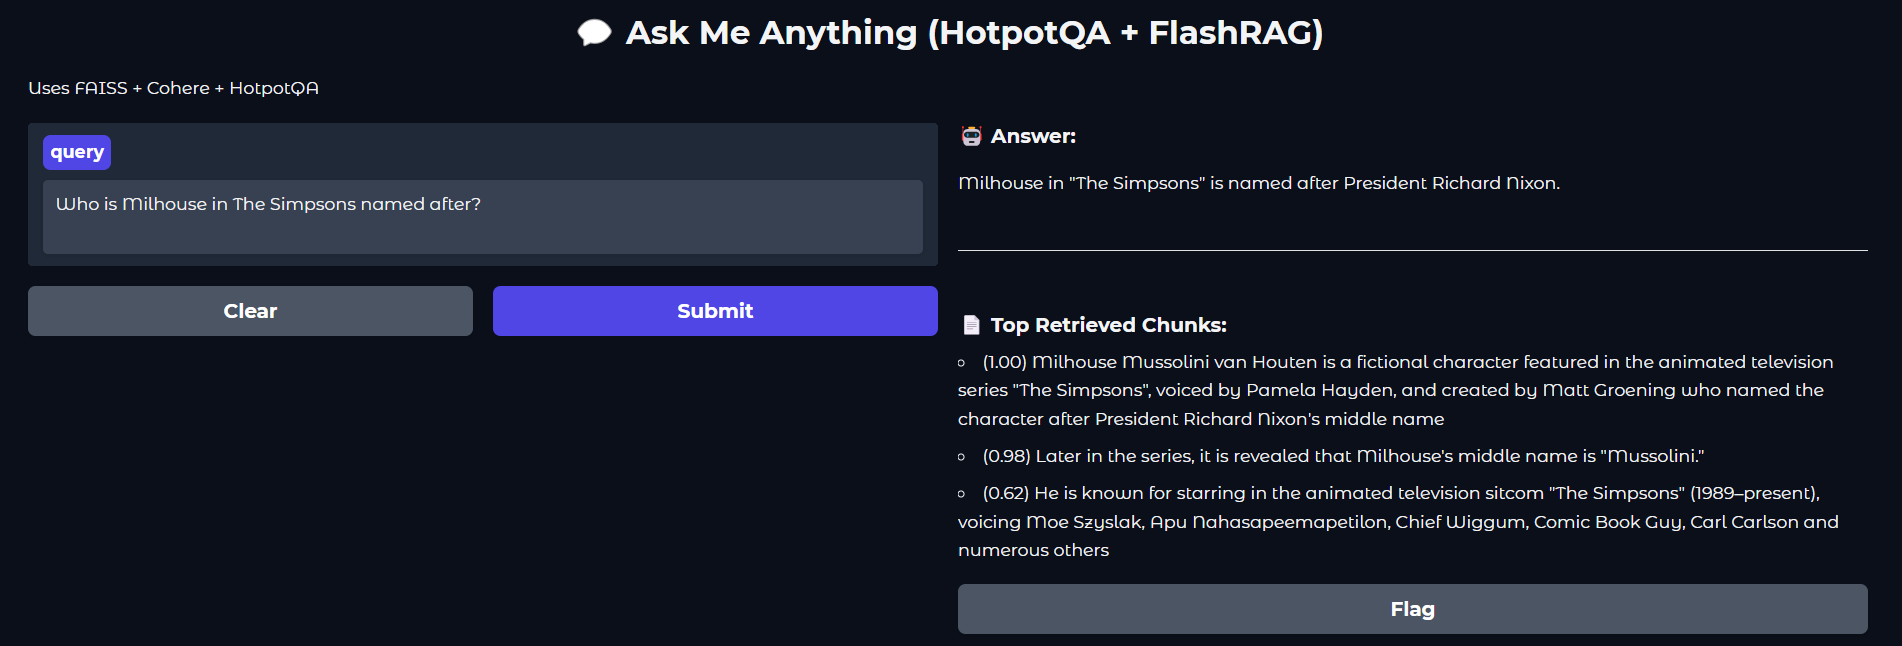 💬 Ask Me Anything (HotpotQA + FlashRAG)
Uses FAISS + Cohere + HotpotQA
query
Who is Milhouse in The Simpsons named after?
Clear
Submit
🤖 Answer:
Milhouse in "The Simpsons" is named after President Richard Nixon.
📄 Top Retrieved Chunks:
◦ (1.00) Milhouse Mussolini van Houten is a fictional character featured in the animated television
series "The Simpsons", voiced by Pamela Hayden, and created by Matt Groening who named the
character after President Richard Nixon's middle name
◦ (0.98) Later in the series, it is revealed that Milhouse's middle name is "Mussolini."
◦ (0.62) He is known for starring in the animated television sitcom "The Simpsons" (1989–present),
voicing Moe Szyslak, Apu Nahasapeemapetilon, Chief Wiggum, Comic Book Guy, Carl Carlson and
numerous others
Flag